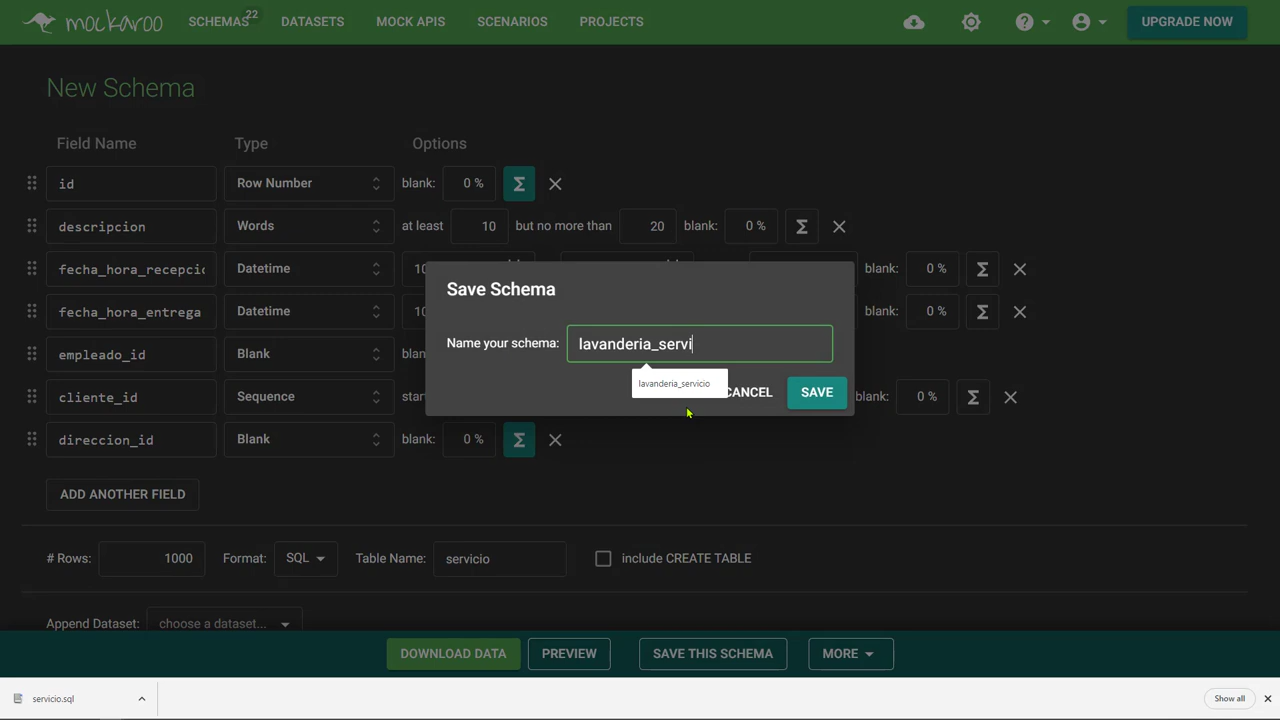 mockaroo SCHEMAS 22 DATASETS MOCK APIS SCENARIOS PROJECTS UPGRADE NOW
New Schema
Field Name Type Options
id Row Number blank: 0 % Σ
descripcion Words at least 10 but no more than 20 blank: 0 % Σ
fecha_hora_recepci Datetime 10 blank: 0 % Σ
fecha_hora_entrega Datetime 10 blank: 0 % Σ
empleado_id Blank blan
cliente_id Sequence star blank: 0 % Σ
direccion_id Blank blank: 0 % Σ
Save Schema
Name your schema: lavanderia_servi
lavanderia_servicio
CANCEL SAVE
ADD ANOTHER FIELD
# Rows: 1000 Format: SQL Table Name: servicio include CREATE TABLE
Append Dataset: choose a dataset...
DOWNLOAD DATA PREVIEW SAVE THIS SCHEMA MORE
servicio.sql Show all